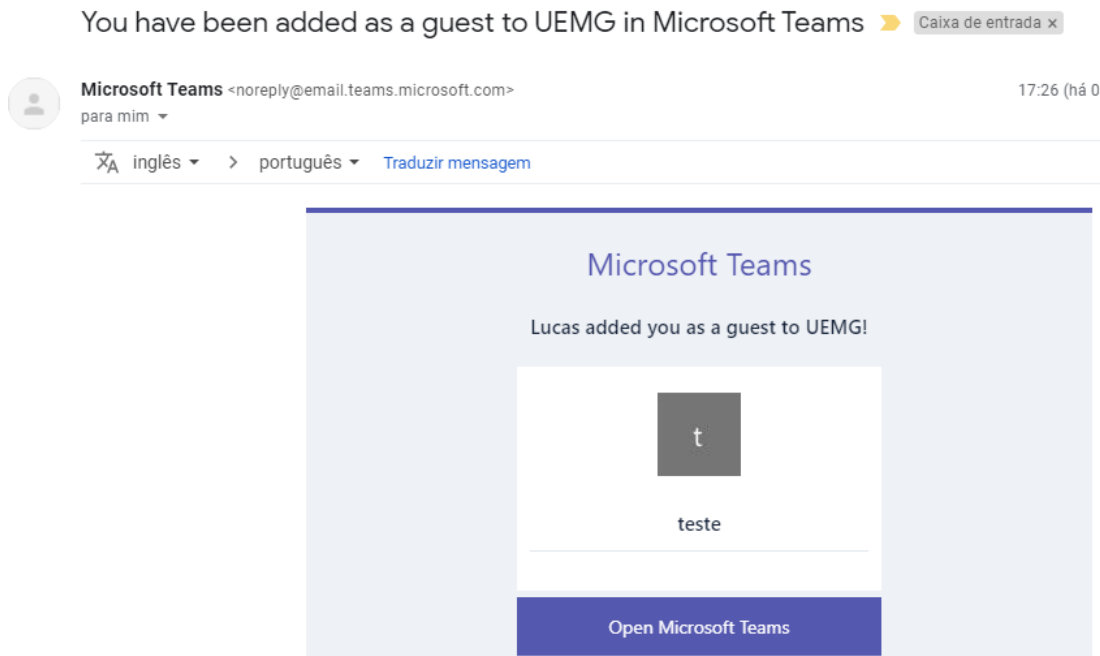 You have been added as a guest to UEMG in Microsoft Teams Caixa de entrada ×
Microsoft Teams <noreply@email.teams.microsoft.com> 17:26 (há 0
para mim
inglês > português Traduzir mensagem
Microsoft Teams
Lucas added you as a guest to UEMG!
t
teste
Open Microsoft Teams